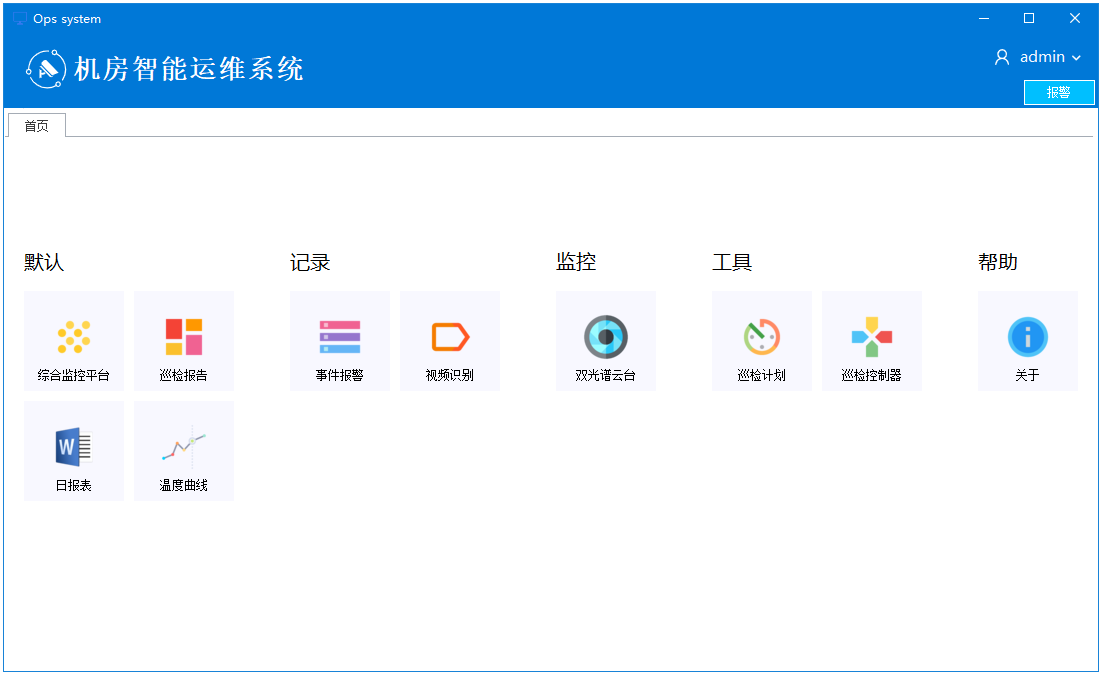 Ops system
机房智能运维系统
admin
报警
首页
默认
记录
监控
工具
帮助
综合监控平台
巡检报告
事件报警
视频识别
双光谱云台
巡检计划
巡检控制器
关于
W
日报表
温度曲线